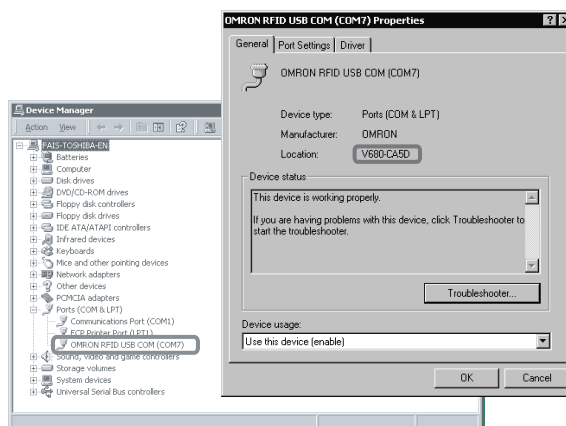 OMRON RFID USB COM (COM7) Properties
General
Port Settings
Driver
OMRON RFID USB COM (COM7)
Device type: Ports (COM & LPT)
Manufacturer: OMRON
Location: V680-CA5D
Device status
This device is working properly.
If you are having problems with this device, click Troubleshooter to
start the troubleshooter.
Troubleshooter...
Device usage:
Use this device (enable)
OK
Cancel
Device Manager
Action View
FAIS-TOSHIBA-EN
Batteries
Computer
Disk drives
DVD/CD-ROM drives
Floppy disk controllers
Floppy disk drives
IDE ATA/ATAPI controllers
Infrared devices
Keyboards
Mice and other pointing devices
Network adapters
Other devices
PCMCIA adapters
Ports (COM & LPT)
Communications Port (COM1)
ECP Printer Port (LPT1)
OMRON RFID USB COM (COM7)
Sound, video and game controllers
Storage volumes
System devices
Universal Serial Bus controllers